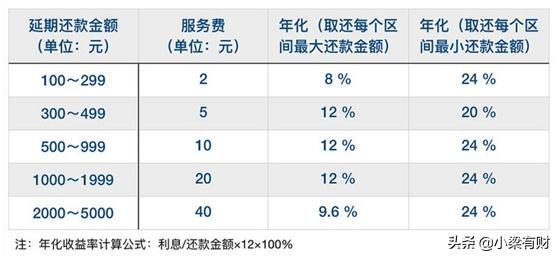 延期还款金额 服务费 年化（取还每个区 年化（取还每个区
（单位：元） （单位：元） 间最大还款金额） 间最小还款金额）
100～299 2 8 % 24 %
300～499 5 12 % 20 %
500～999 10 12 % 24 %
1000～1999 20 12 % 24 %
2000～5000 40 9.6 % 24 %
注：年化收益率计算公式：利息/还款金额×12×100%
头条 @小梁有财